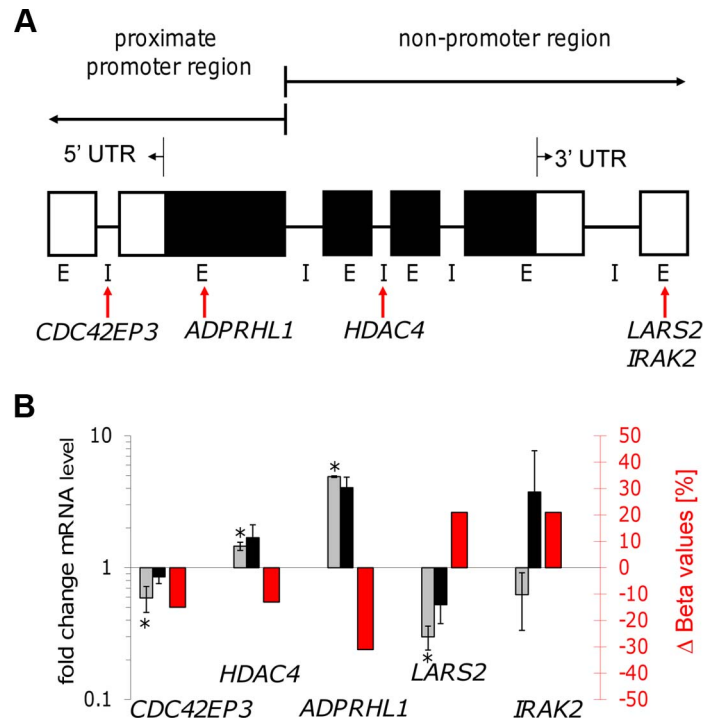 A
proximate
promoter region
non-promoter region
5' UTR
3' UTR
E I E I E I E I E I E
CDC42EP3 ADPRHL1 HDAC4 LARS2
IRAK2
B
fold change mRNA level
10
1
0.1
* * * *
CDC42EP3
HDAC4
ADPRHL1
LARS2
IRAK2
50
40
30
20
10
0
-10
-20
-30
-40
-50
Δ Beta values [%]